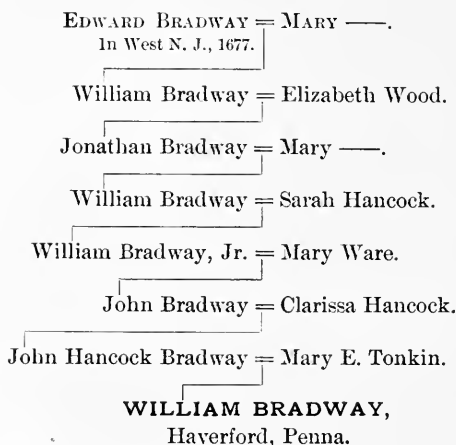 EDWARD BRADWAY = MARY ——.
In West N. J., 1677.
William Bradway = Elizabeth Wood.
Jonathan Bradway = Mary ——.
William Bradway = Sarah Hancock.
William Bradway, Jr. = Mary Ware.
John Bradway = Clarissa Hancock.
John Hancock Bradway = Mary E. Tonkin.
WILLIAM BRADWAY,
Haverford, Penna.